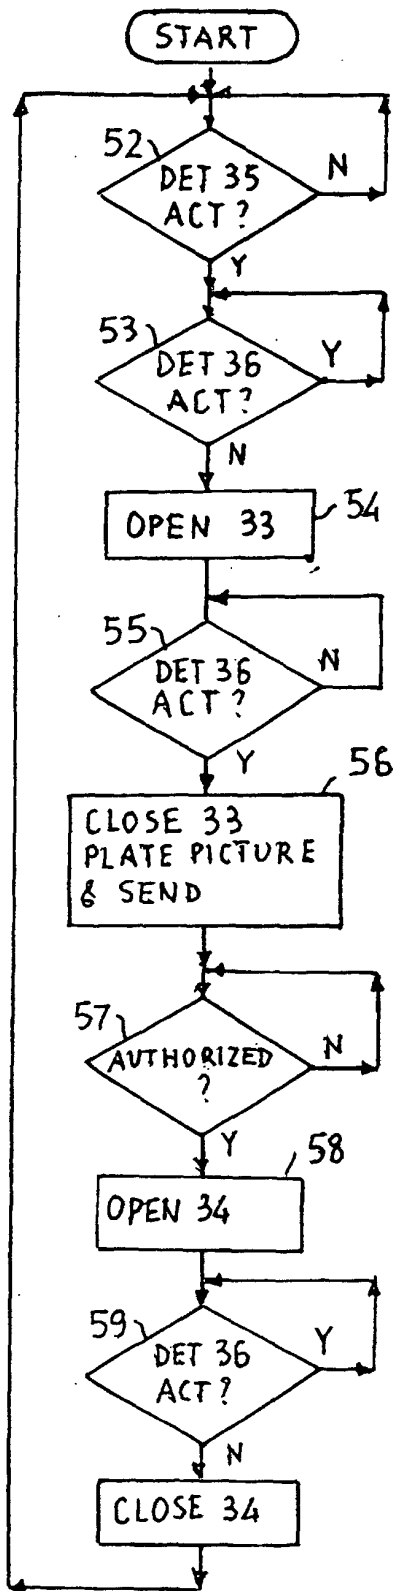 START
52
DET 35
ACT ?
N
Y
53
DET 36
ACT?
Y
N
OPEN 33
54
55
DET 36
ACT ?
N
Y
56
CLOSE 33
PLATE PICTURE
& SEND
57
AUTHORIZED
?
N
Y
58
OPEN 34
59
DET 36
ACT ?
Y
N
CLOSE 34